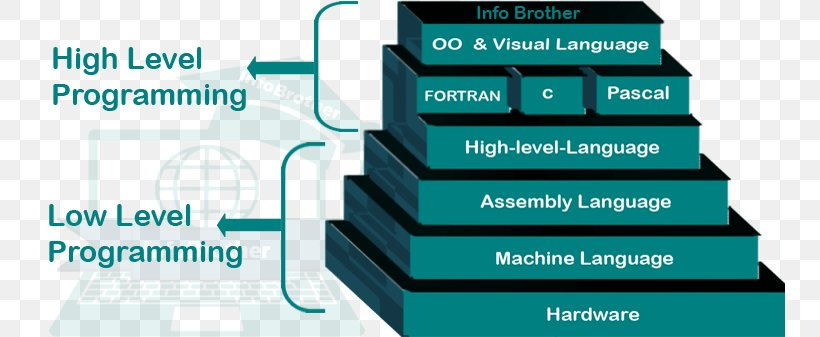 Info Brother
OO & Visual Language
High Level
Programming
InfoBrother
FORTRAN
c
Pascal
High-level-Language
Assembly Language
Low Level
Programming
Machine Language
Hardware